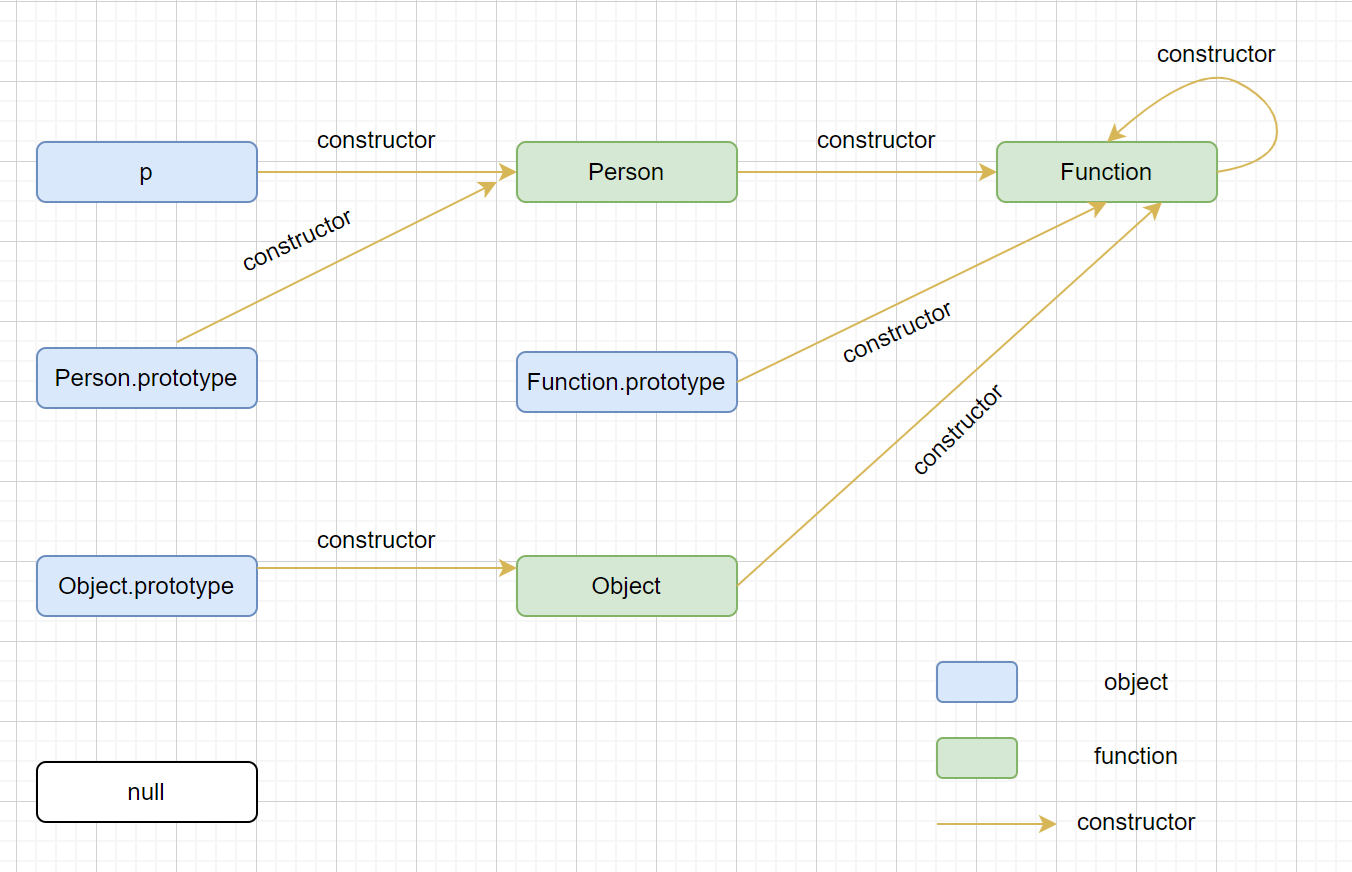 constructor
constructor
constructor
p
Person
Function
constructor
constructor
Person.prototype
Function.prototype
constructor
constructor
Object.prototype
Object
object
function
null
constructor